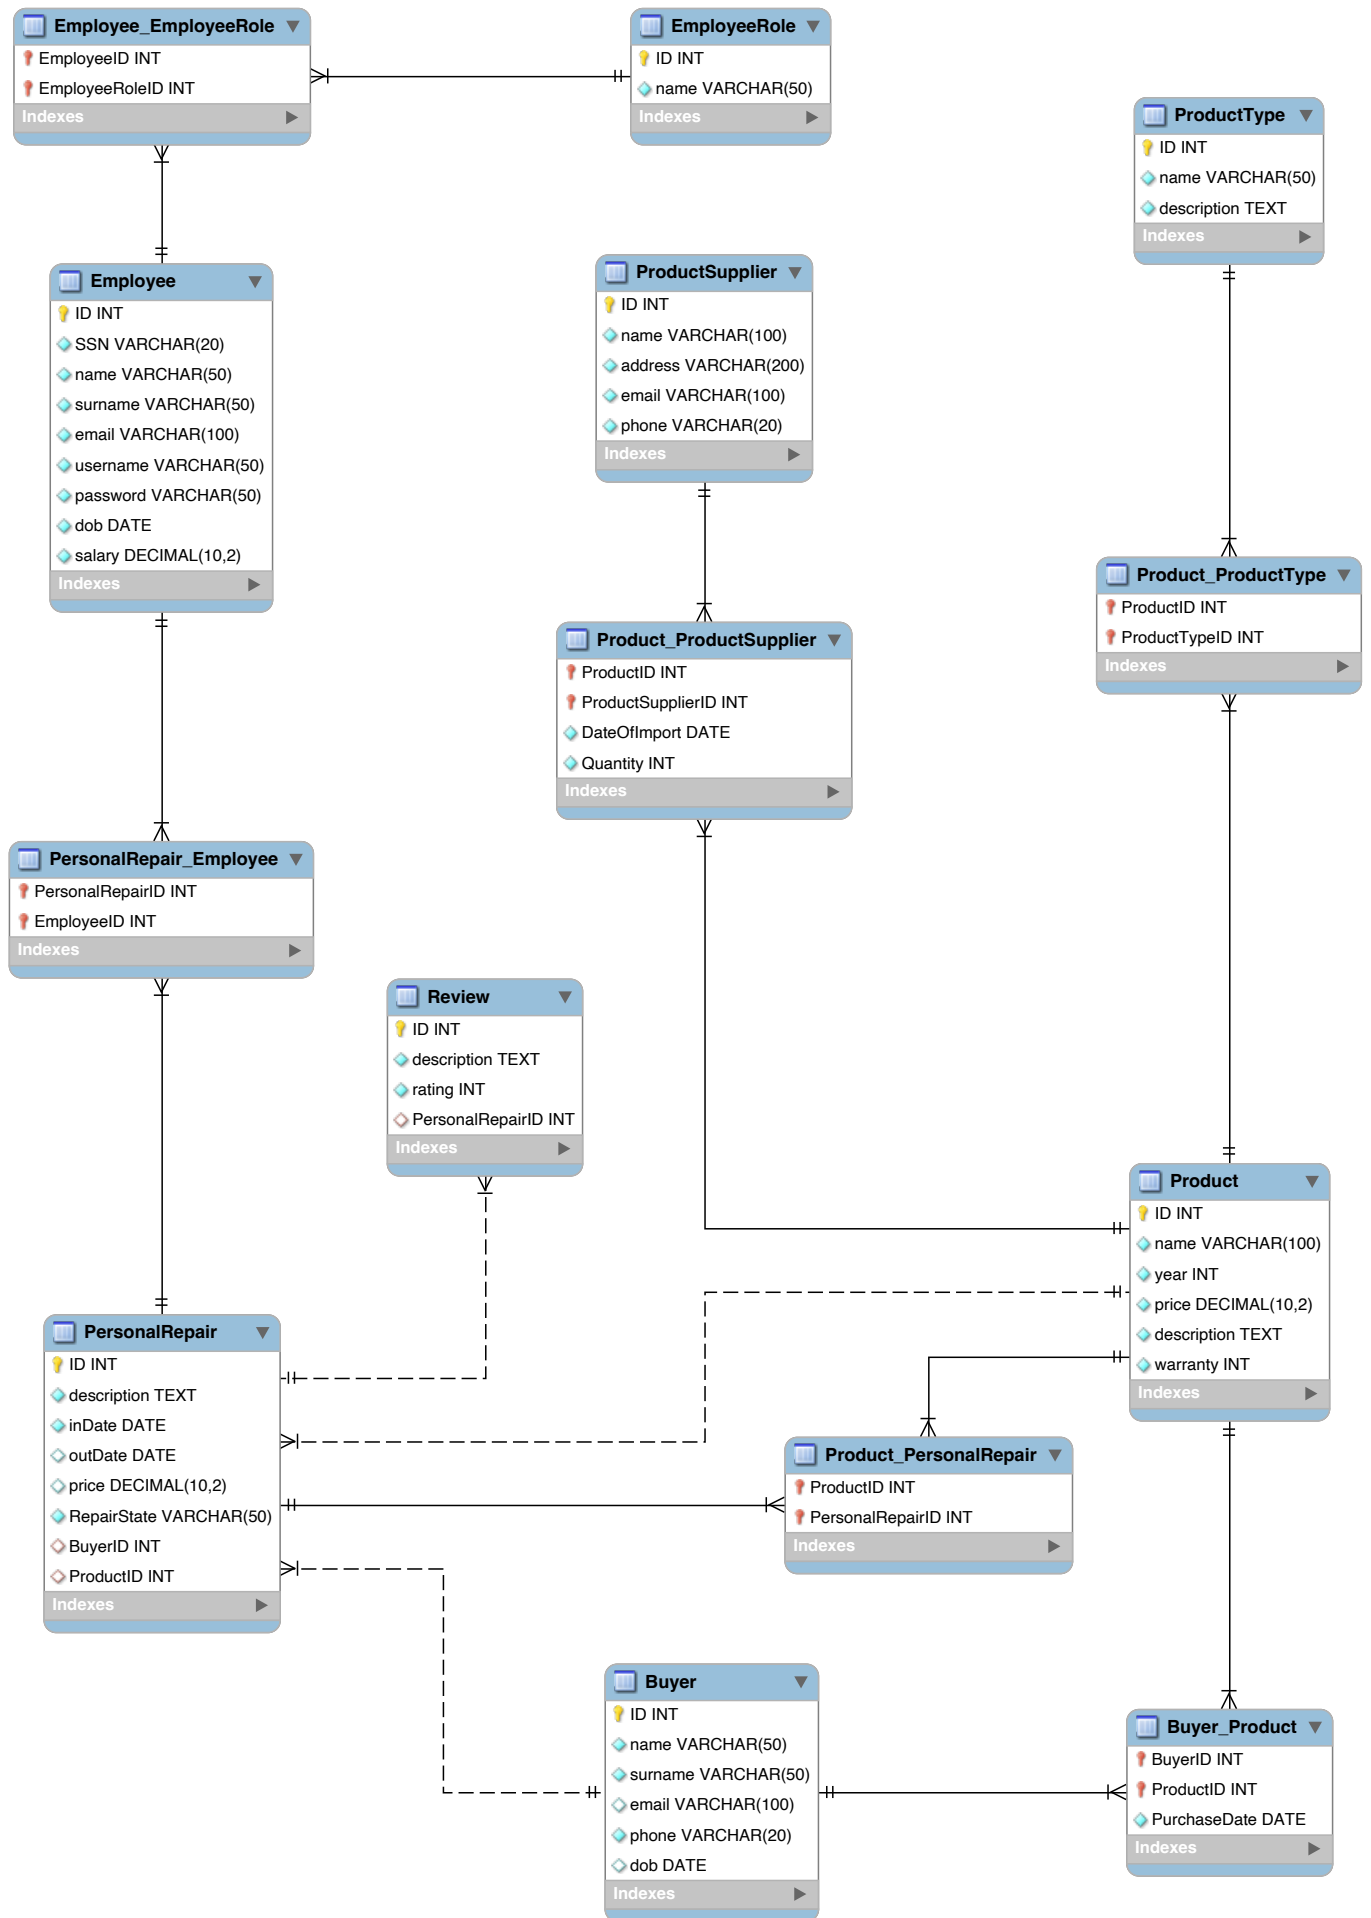 Employee_EmployeeRole
EmployeeID INT
EmployeeRoleID INT
Indexes
EmployeeRole
ID INT
name VARCHAR(50)
Indexes
ProductType
ID INT
name VARCHAR(50)
description TEXT
Indexes
Employee
ID INT
SSN VARCHAR(20)
name VARCHAR(50)
surname VARCHAR(50)
email VARCHAR(100)
username VARCHAR(50)
password VARCHAR(50)
dob DATE
salary DECIMAL(10,2)
Indexes
ProductSupplier
ID INT
name VARCHAR(100)
address VARCHAR(200)
email VARCHAR(100)
phone VARCHAR(20)
Indexes
Product_ProductType
ProductID INT
ProductTypeID INT
Indexes
Product_ProductSupplier
ProductID INT
ProductSupplierID INT
DateOfImport DATE
Quantity INT
Indexes
PersonalRepair_Employee
PersonalRepairID INT
EmployeeID INT
Indexes
Review
ID INT
description TEXT
rating INT
PersonalRepairID INT
Indexes
Product
ID INT
name VARCHAR(100)
year INT
price DECIMAL(10,2)
description TEXT
warranty INT
Indexes
PersonalRepair
ID INT
description TEXT
inDate DATE
outDate DATE
price DECIMAL(10,2)
RepairState VARCHAR(50)
BuyerID INT
ProductID INT
Indexes
Product_PersonalRepair
ProductID INT
PersonalRepairID INT
Indexes
Buyer
ID INT
name VARCHAR(50)
surname VARCHAR(50)
email VARCHAR(100)
phone VARCHAR(20)
dob DATE
Indexes
Buyer_Product
BuyerID INT
ProductID INT
PurchaseDate DATE
Indexes